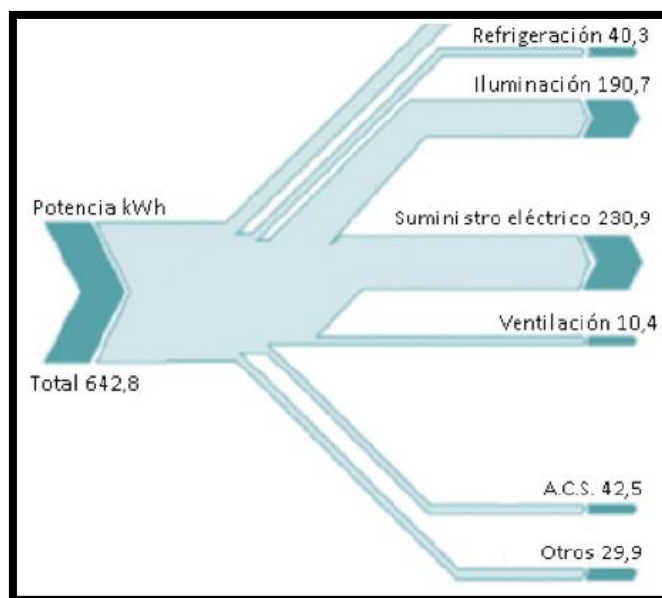 Refrigeración 40,3
Iluminación 190,7
Potencia kWh
Suministro eléctrico 230,9
Ventilación 10,4
Total 642,8
A.C.S. 42,5
Otros 29,9